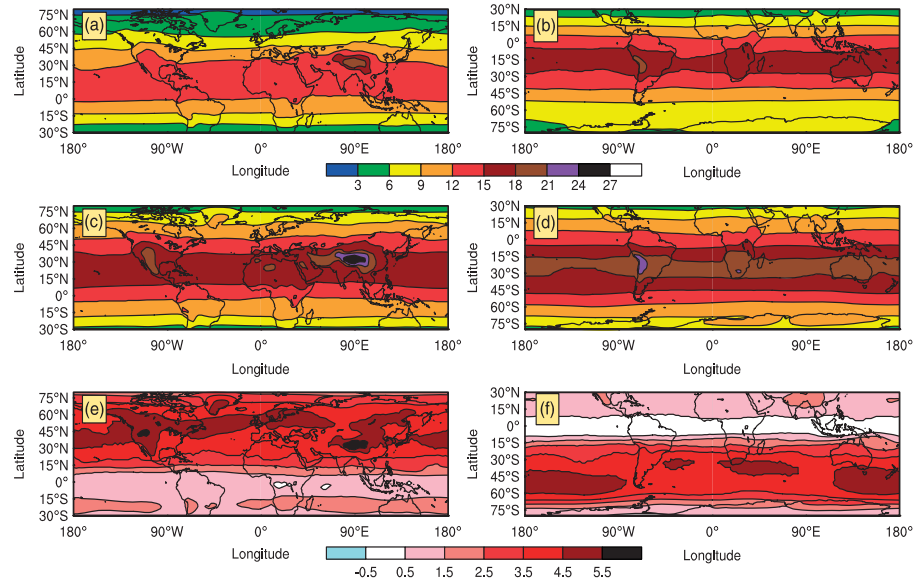 (a)
Latitude
75°N
60°N
45°N
30°N
15°N
0°
15°S
30°S
180°
90°W
0°
90°E
180°
Longitude
(b)
Latitude
30°N
15°N
0°
15°S
30°S
45°S
60°S
75°S
180°
90°W
0°
90°E
180°
Longitude
3 6 9 12 15 18 21 24 27
(c)
Latitude
75°N
60°N
45°N
30°N
15°N
0°
15°S
30°S
180°
90°W
0°
90°E
180°
Longitude
(d)
Latitude
30°N
15°N
0°
15°S
30°S
45°S
60°S
75°S
180°
90°W
0°
90°E
180°
Longitude
(e)
Latitude
75°N
60°N
45°N
30°N
15°N
0°
15°S
30°S
180°
90°W
0°
90°E
180°
Longitude
(f)
Latitude
30°N
15°N
0°
15°S
30°S
45°S
60°S
75°S
180°
90°W
0°
90°E
180°
Longitude
-0.5 0.5 1.5 2.5 3.5 4.5 5.5